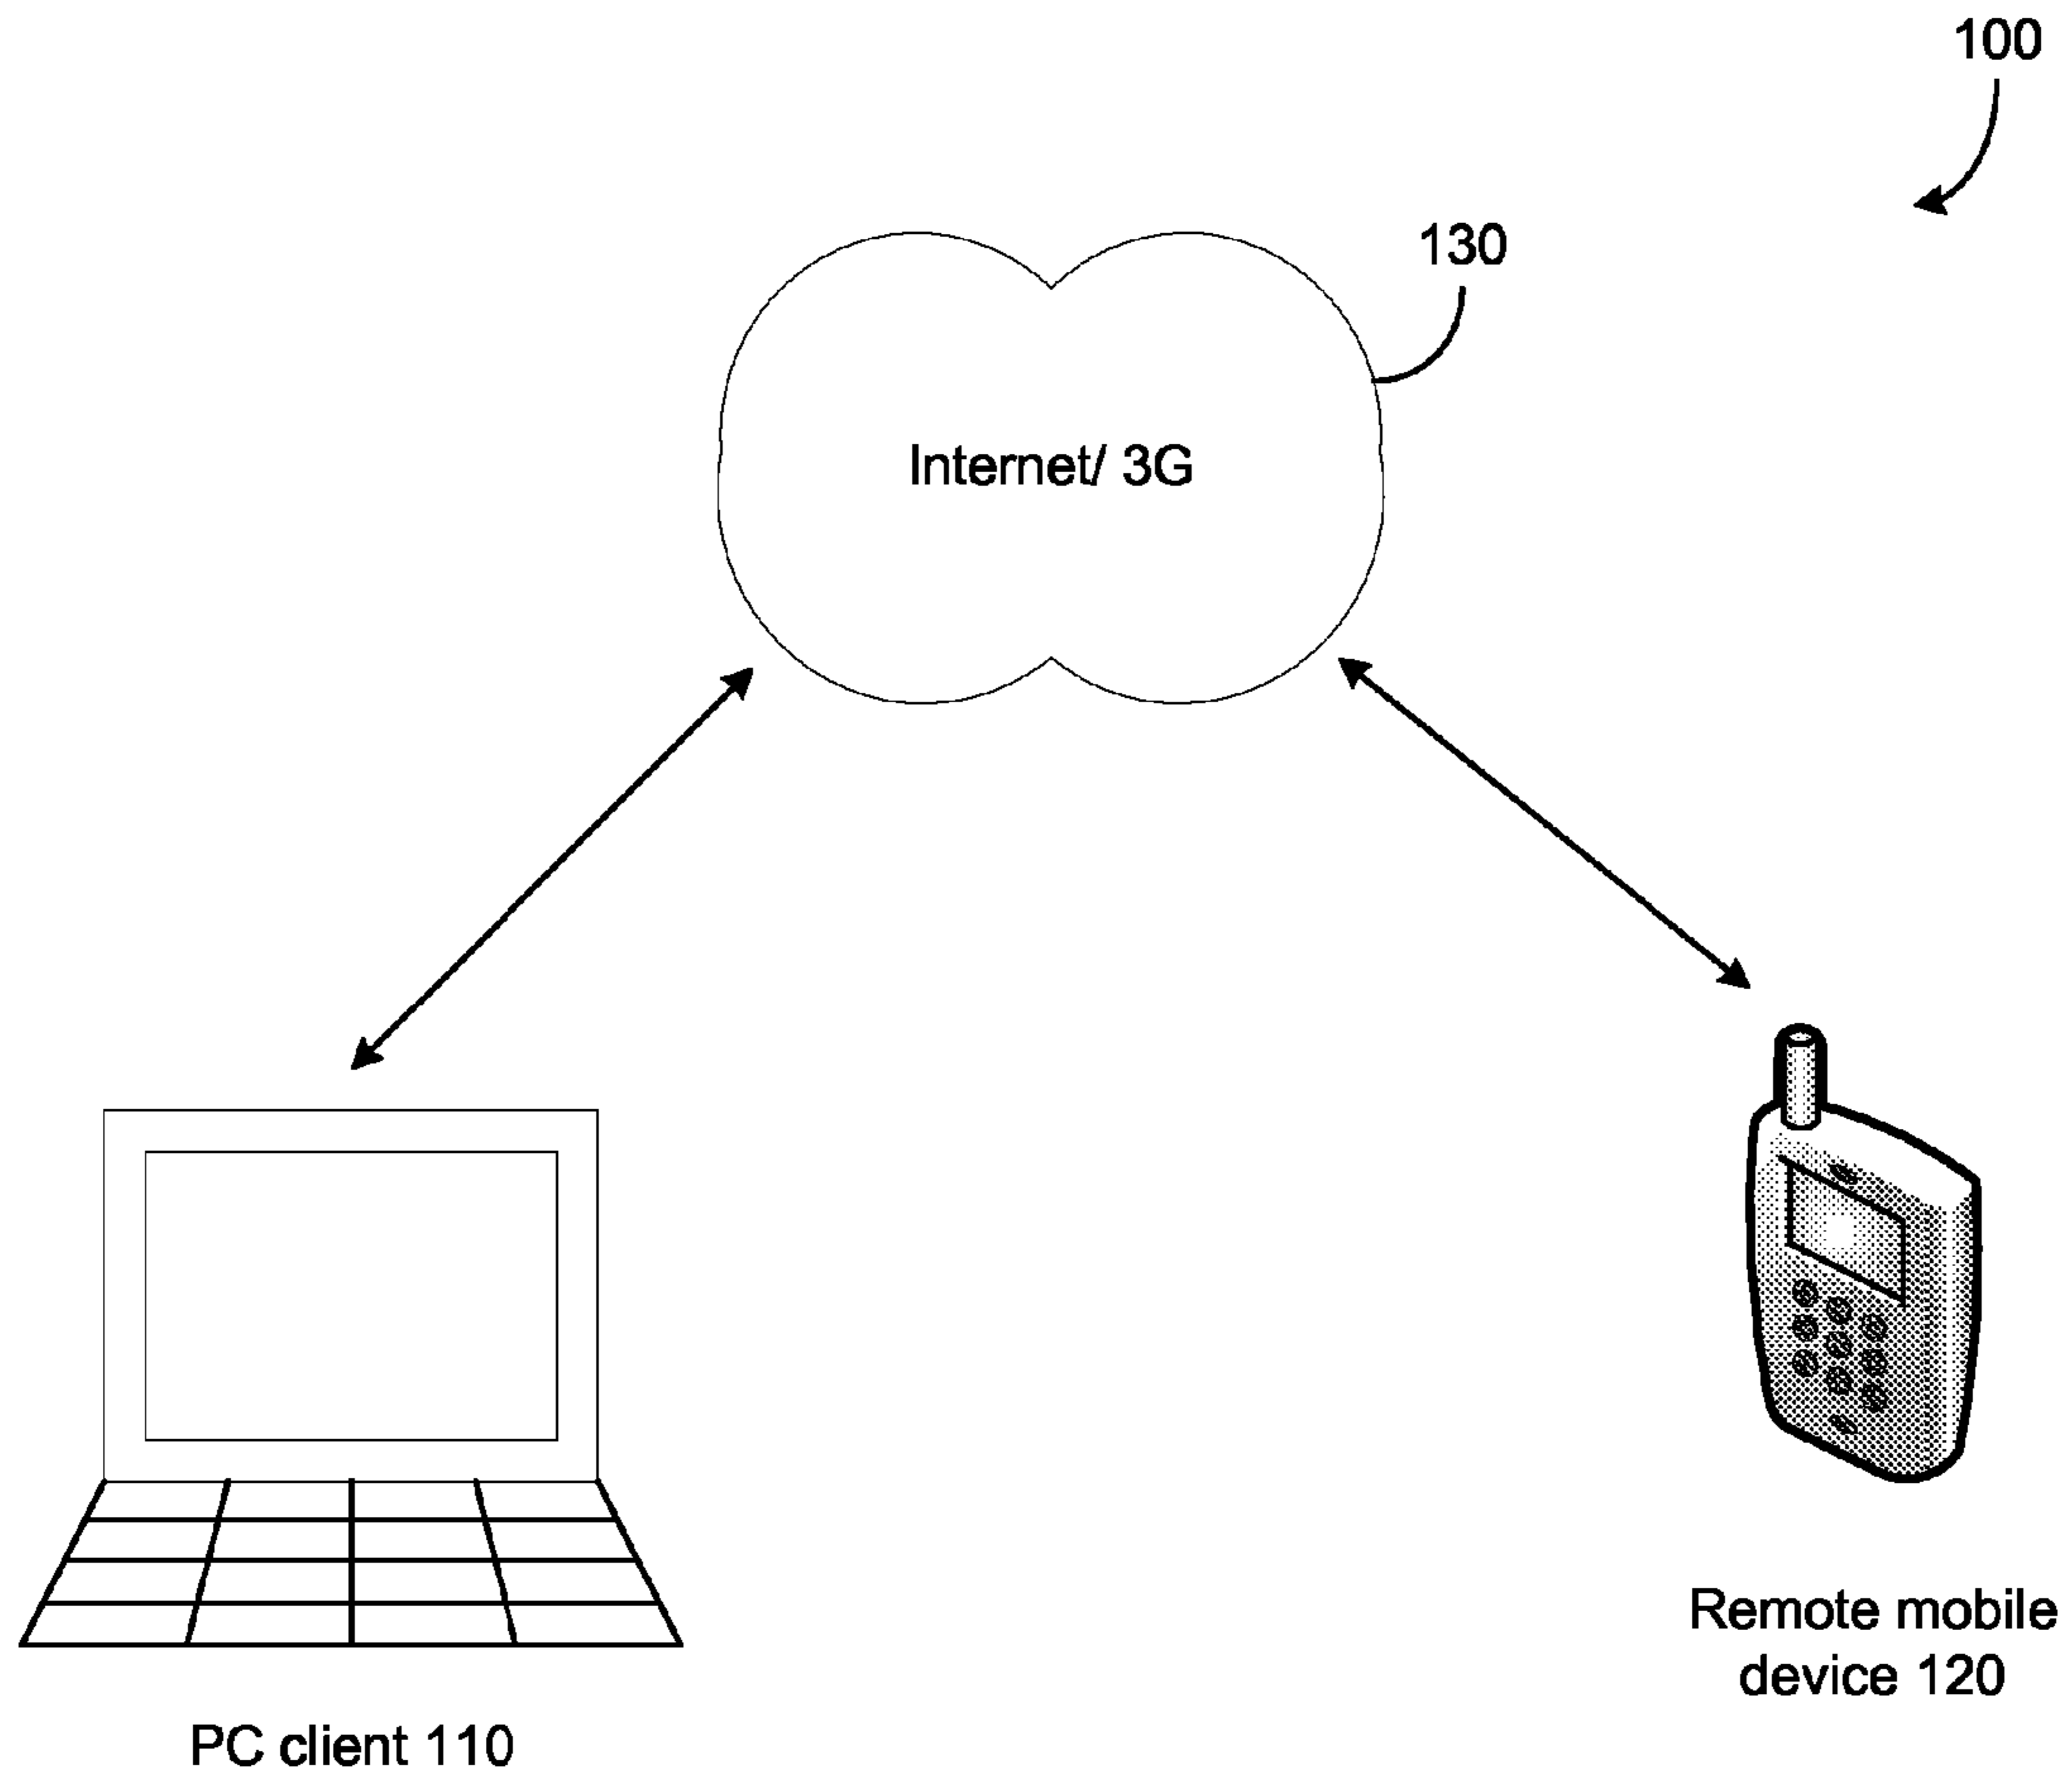 100
130
Internet/ 3G
Remote mobile
device 120
PC client 110